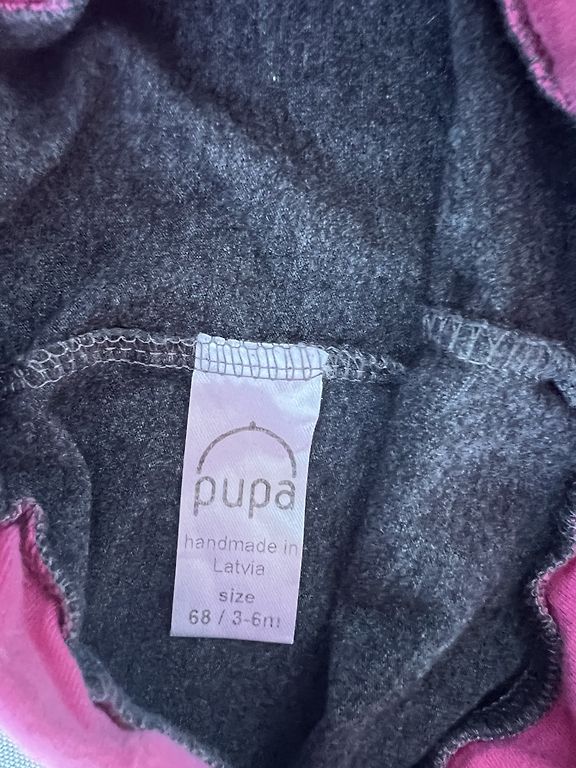 pupa
handmade in
Latvia
size
68 / 3-6m